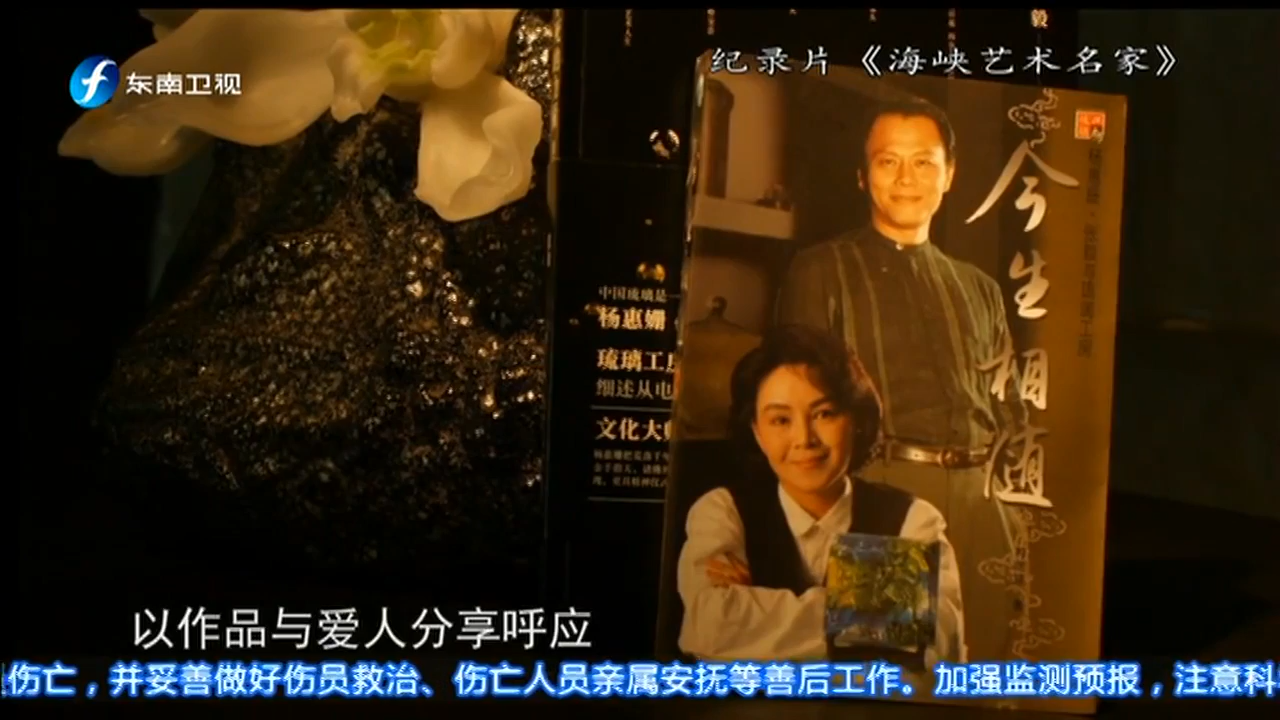 东南卫视
纪录片《海峡艺术名家》
毅
今生相随
中国琉璃是一
杨惠姗
琉璃工房
细述从电
文化大师
以作品与爱人分享呼应
伤亡，并妥善做好伤员救治、伤亡人员亲属安抚等善后工作。加强监测预报，注意科